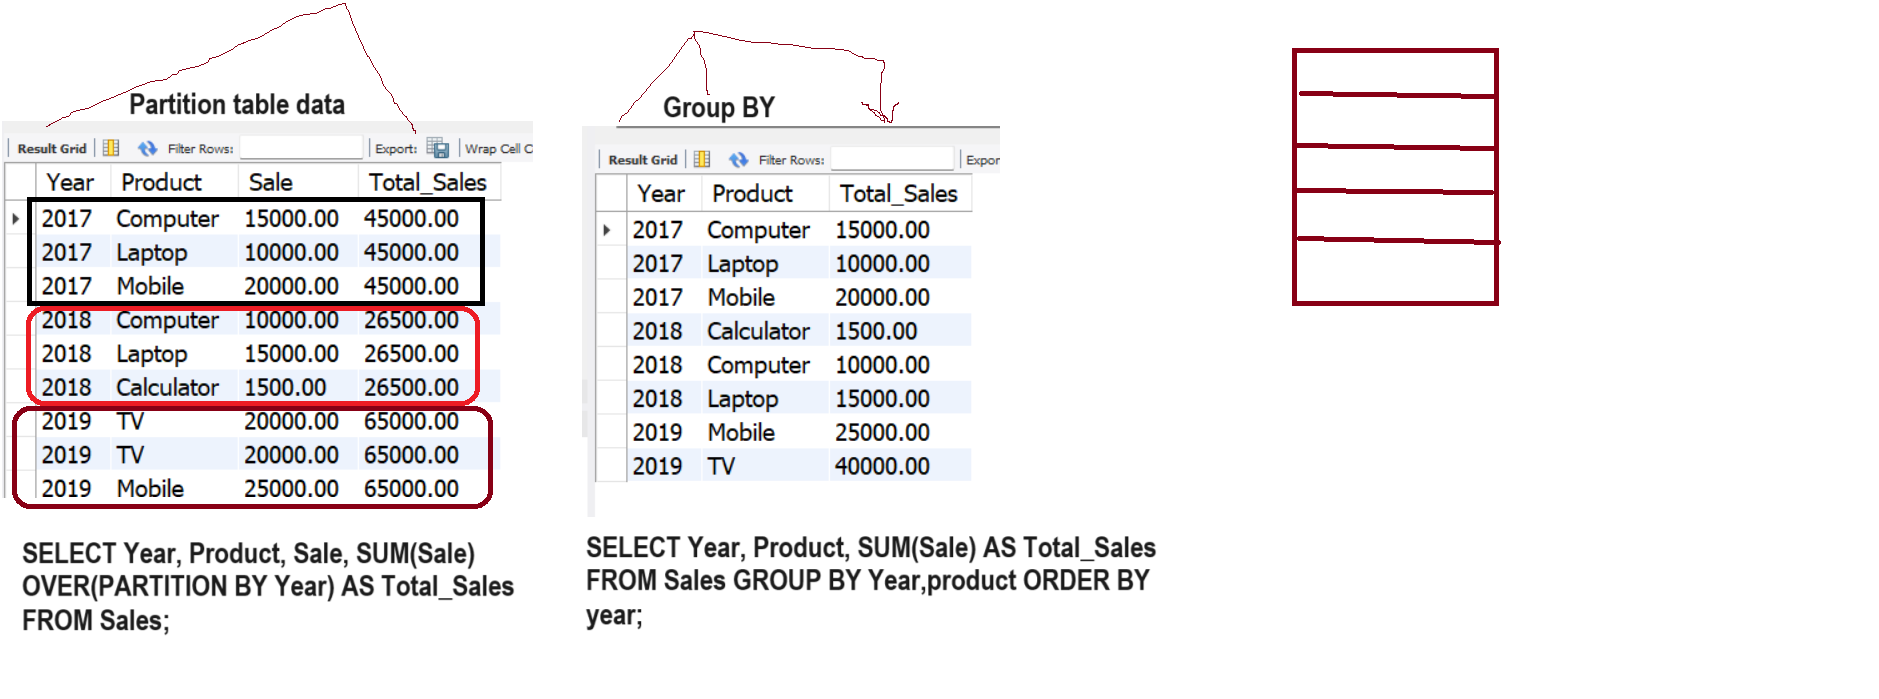 Partition table data
Result Grid Filter Rows: Export: Wrap Cell C
Year Product Sale Total_Sales
2017 Computer 15000.00 45000.00
2017 Laptop 10000.00 45000.00
2017 Mobile 20000.00 45000.00
2018 Computer 10000.00 26500.00
2018 Laptop 15000.00 26500.00
2018 Calculator 1500.00 26500.00
2019 TV 20000.00 65000.00
2019 TV 20000.00 65000.00
2019 Mobile 25000.00 65000.00
SELECT Year, Product, Sale, SUM(Sale)
OVER(PARTITION BY Year) AS Total_Sales
FROM Sales;
Group BY
Result Grid Filter Rows: Expor
Year Product Total_Sales
2017 Computer 15000.00
2017 Laptop 10000.00
2017 Mobile 20000.00
2018 Calculator 1500.00
2018 Computer 10000.00
2018 Laptop 15000.00
2019 Mobile 25000.00
2019 TV 40000.00
SELECT Year, Product, SUM(Sale) AS Total_Sales
FROM Sales GROUP BY Year,product ORDER BY
year;